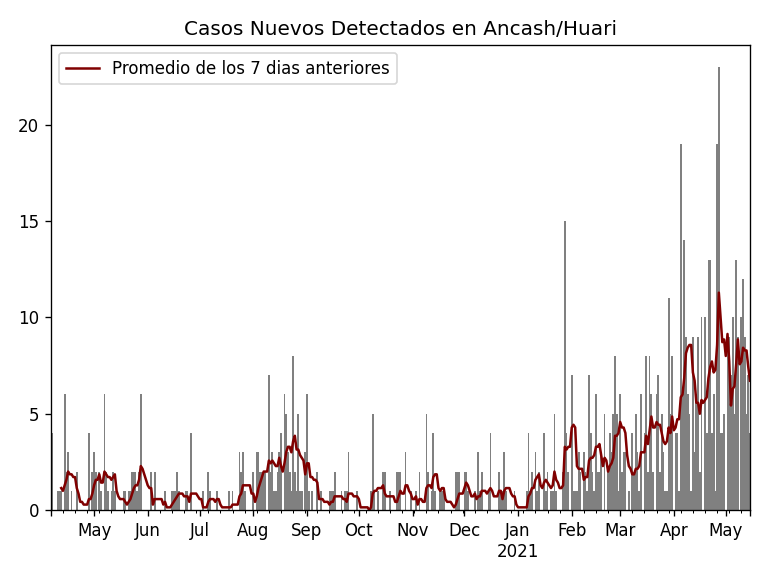 Casos Nuevos Detectados en Ancash/Huari
Promedio de los 7 dias anteriores
20
15
10
5
0
May Jun Jul Aug Sep Oct Nov Dec Jan Feb Mar Apr May
2021